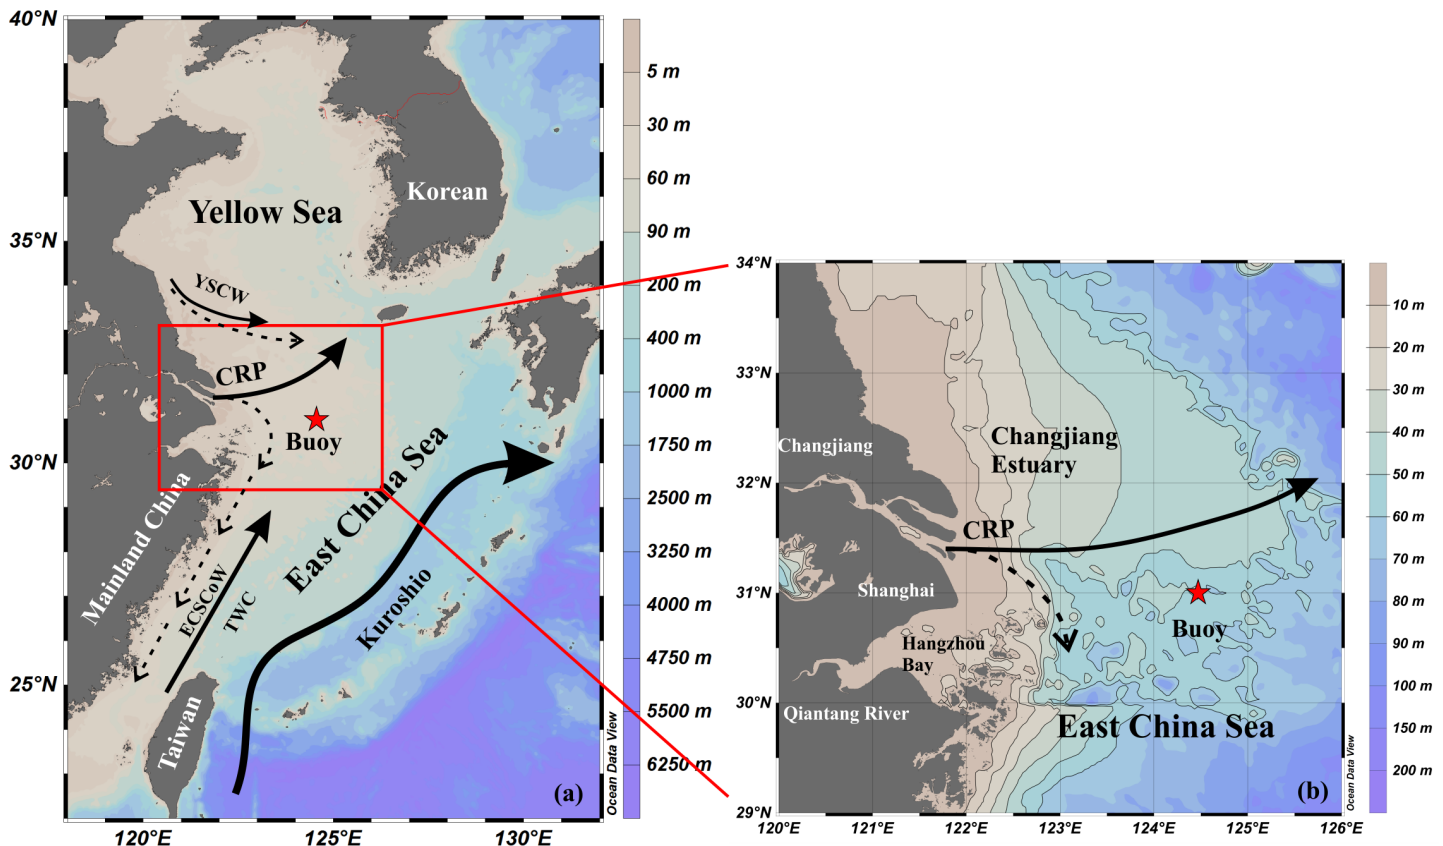 40°N
35°N
30°N
25°N
120°E
125°E
130°E
Yellow Sea
Korean
YSCW
CRP
Buoy
East China Sea
Mainland China
ECSCoW
TWC
Kuroshio
Taiwan
(a)
Ocean Data View
5 m
30 m
60 m
90 m
200 m
400 m
1000 m
1750 m
2500 m
3250 m
4000 m
4750 m
5500 m
6250 m
34°N
33°N
32°N
31°N
30°N
29°N
120°E
121°E
122°E
123°E
124°E
125°E
126°E
Changjiang
Changjiang
Estuary
CRP
Shanghai
Buoy
Hangzhou
Bay
Qiantang River
East China Sea
(b)
Ocean Data View
10 m
20 m
30 m
40 m
50 m
60 m
70 m
80 m
90 m
100 m
150 m
200 m